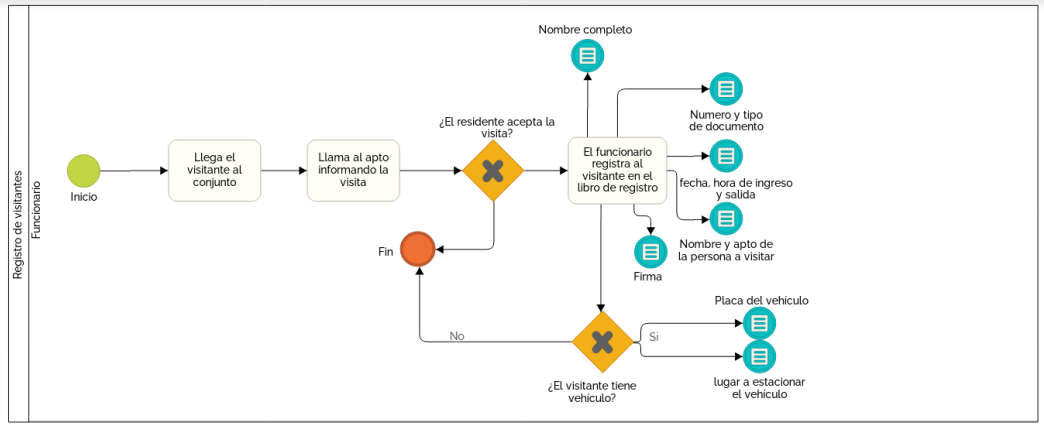 Registro de visitantes
Funcionario
Inicio
Llega el
visitante al
conjunto
Llama al apto
informando la
visita
¿El residente acepta la
visita?
Fin
El funcionario
registra al
visitante en el
libro de registro
Nombre completo
Numero y tipo
de documento
fecha, hora de ingreso
y salida
Nombre y apto de
la persona a visitar
Firma
¿El visitante tiene
vehículo?
No
Si
Placa del vehículo
lugar a estacionar
el vehículo